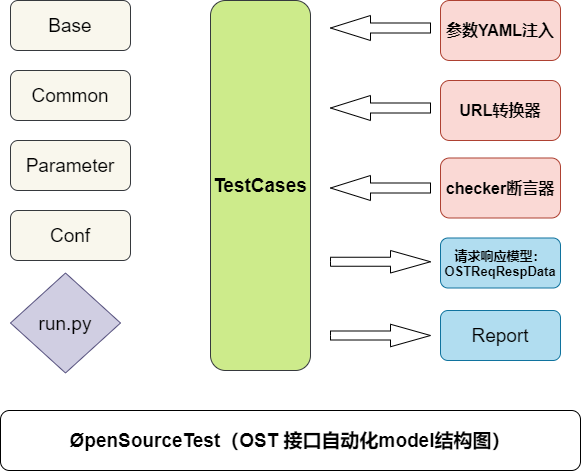 Base
Common
Parameter
Conf
run.py
TestCases
参数YAML注入
URL转换器
checker断言器
请求响应模型：
OSTReqRespData
Report
ØpenSourceTest（OST 接口自动化model结构图）